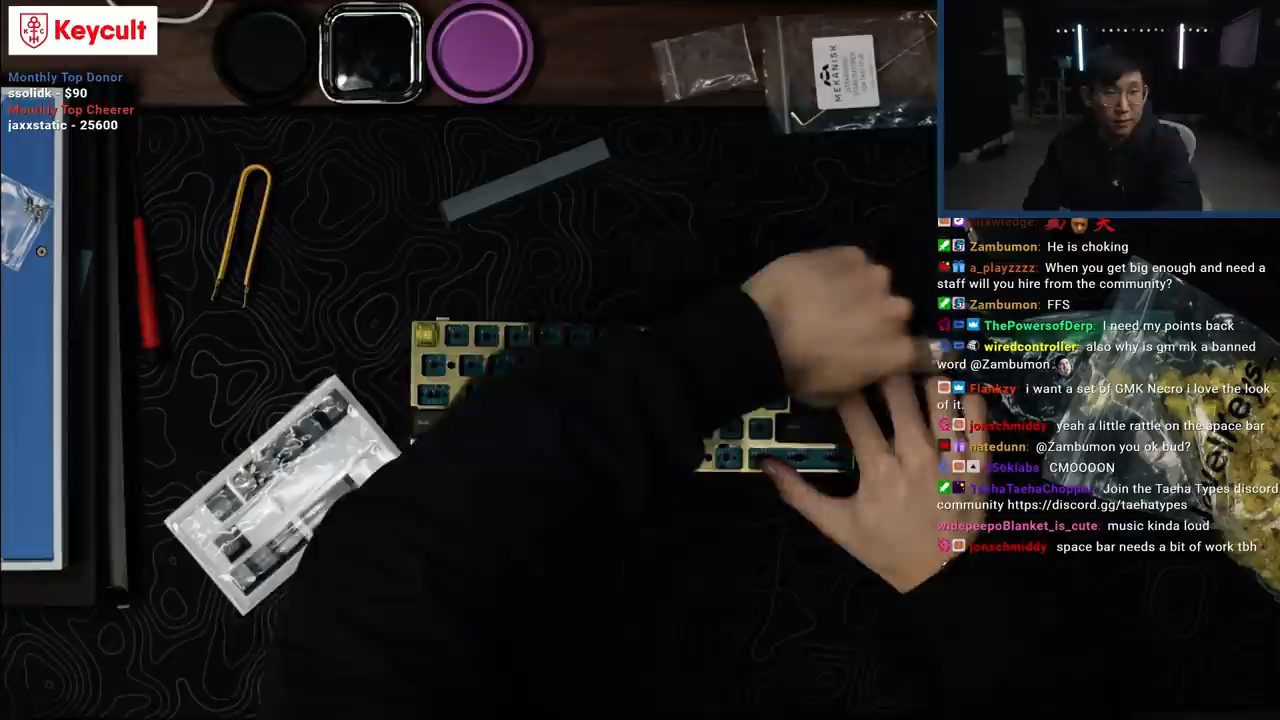 Keycult
Monthly Top Donor
ssolidk - $90
Monthly Top Cheerer
jaxxstatic - 25600
MEKANISK
Zambumon: He is choking
a_playzzzz: When you get big enough and need a
staff will you hire from the community?
Zambumon: FFS
ThePowersofDerp: I need my points back
wiredcontroller: also why is gm mk a banned
word @Zambumon
Flankzy: i want a set of GMK Necro i love the look
of it.
jonschmiddy: yeah a little rattle on the space bar
natedunn: @Zambumon you ok bud?
256klabs: CMOOOON
TaehaTaehaChoppa: Join the Taeha Types discord
community https://discord.gg/taehatypes
widepeepoBlanket_is_cute: music kinda loud
jonschmiddy: space bar needs a bit of work tbh